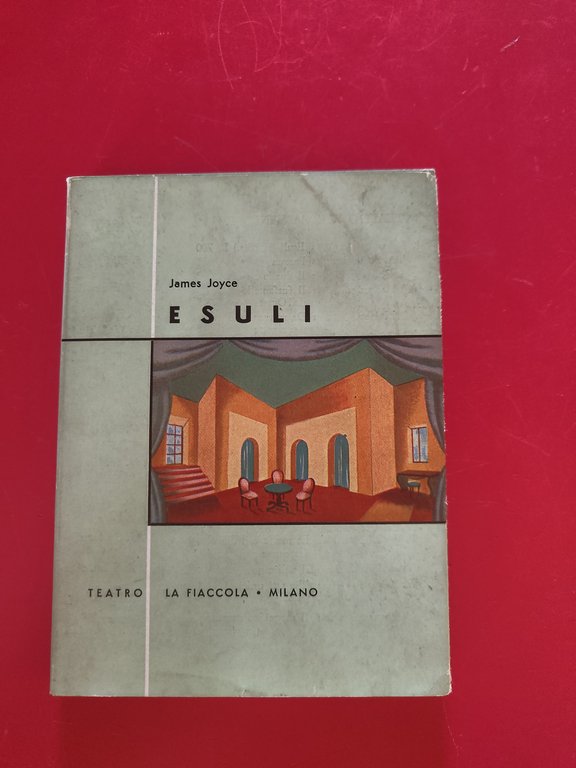 James Joyce
ESULI
TEATRO LA FIACCOLA • MILANO